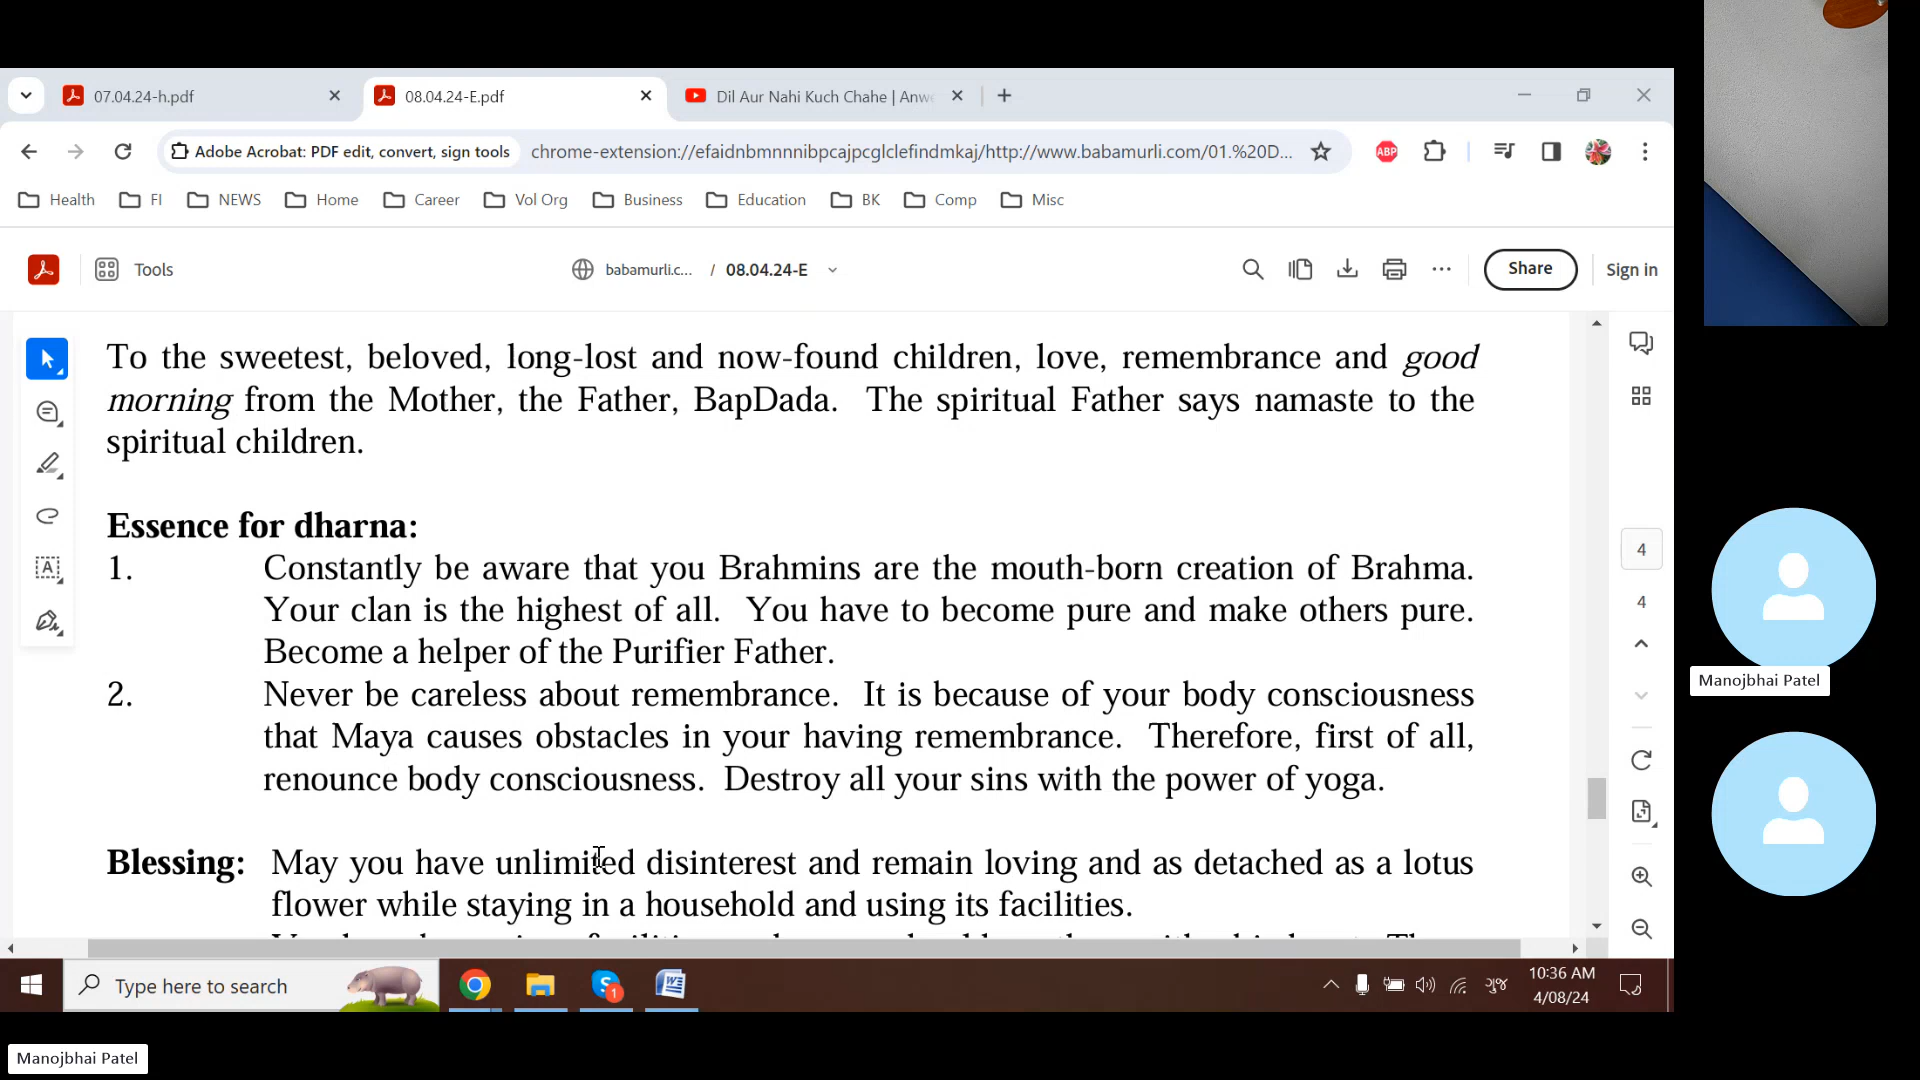 07.04.24-h.pdf
08.04.24-E.pdf
Dil Aur Nahi Kuch Chahe | Anw
Adobe Acrobat: PDF edit, convert, sign tools
chrome-extension://efaidnbmnnnibpcajpcglclefindmkaj/http://www.babamurli.com/01.%20D...
ABP
Health
FI
NEWS
Home
Career
Vol Org
Business
Education
BK
Comp
Misc
Tools
babamurli.c... / 08.04.24-E
Share
Sign in
To the sweetest, beloved, long-lost and now-found children, love, remembrance and good
morning from the Mother, the Father, BapDada. The spiritual Father says namaste to the
spiritual children.
Essence for dharna:
1. Constantly be aware that you Brahmins are the mouth-born creation of Brahma.
Your clan is the highest of all. You have to become pure and make others pure.
Become a helper of the Purifier Father.
2. Never be careless about remembrance. It is because of your body consciousness
that Maya causes obstacles in your having remembrance. Therefore, first of all,
renounce body consciousness. Destroy all your sins with the power of yoga.
Blessing: May you have unlimited disinterest and remain loving and as detached as a lotus
flower while staying in a household and using its facilities.
4
4
Manojbhai Patel
Type here to search
1
ગુજ
10:36 AM
4/08/24
Manojbhai Patel